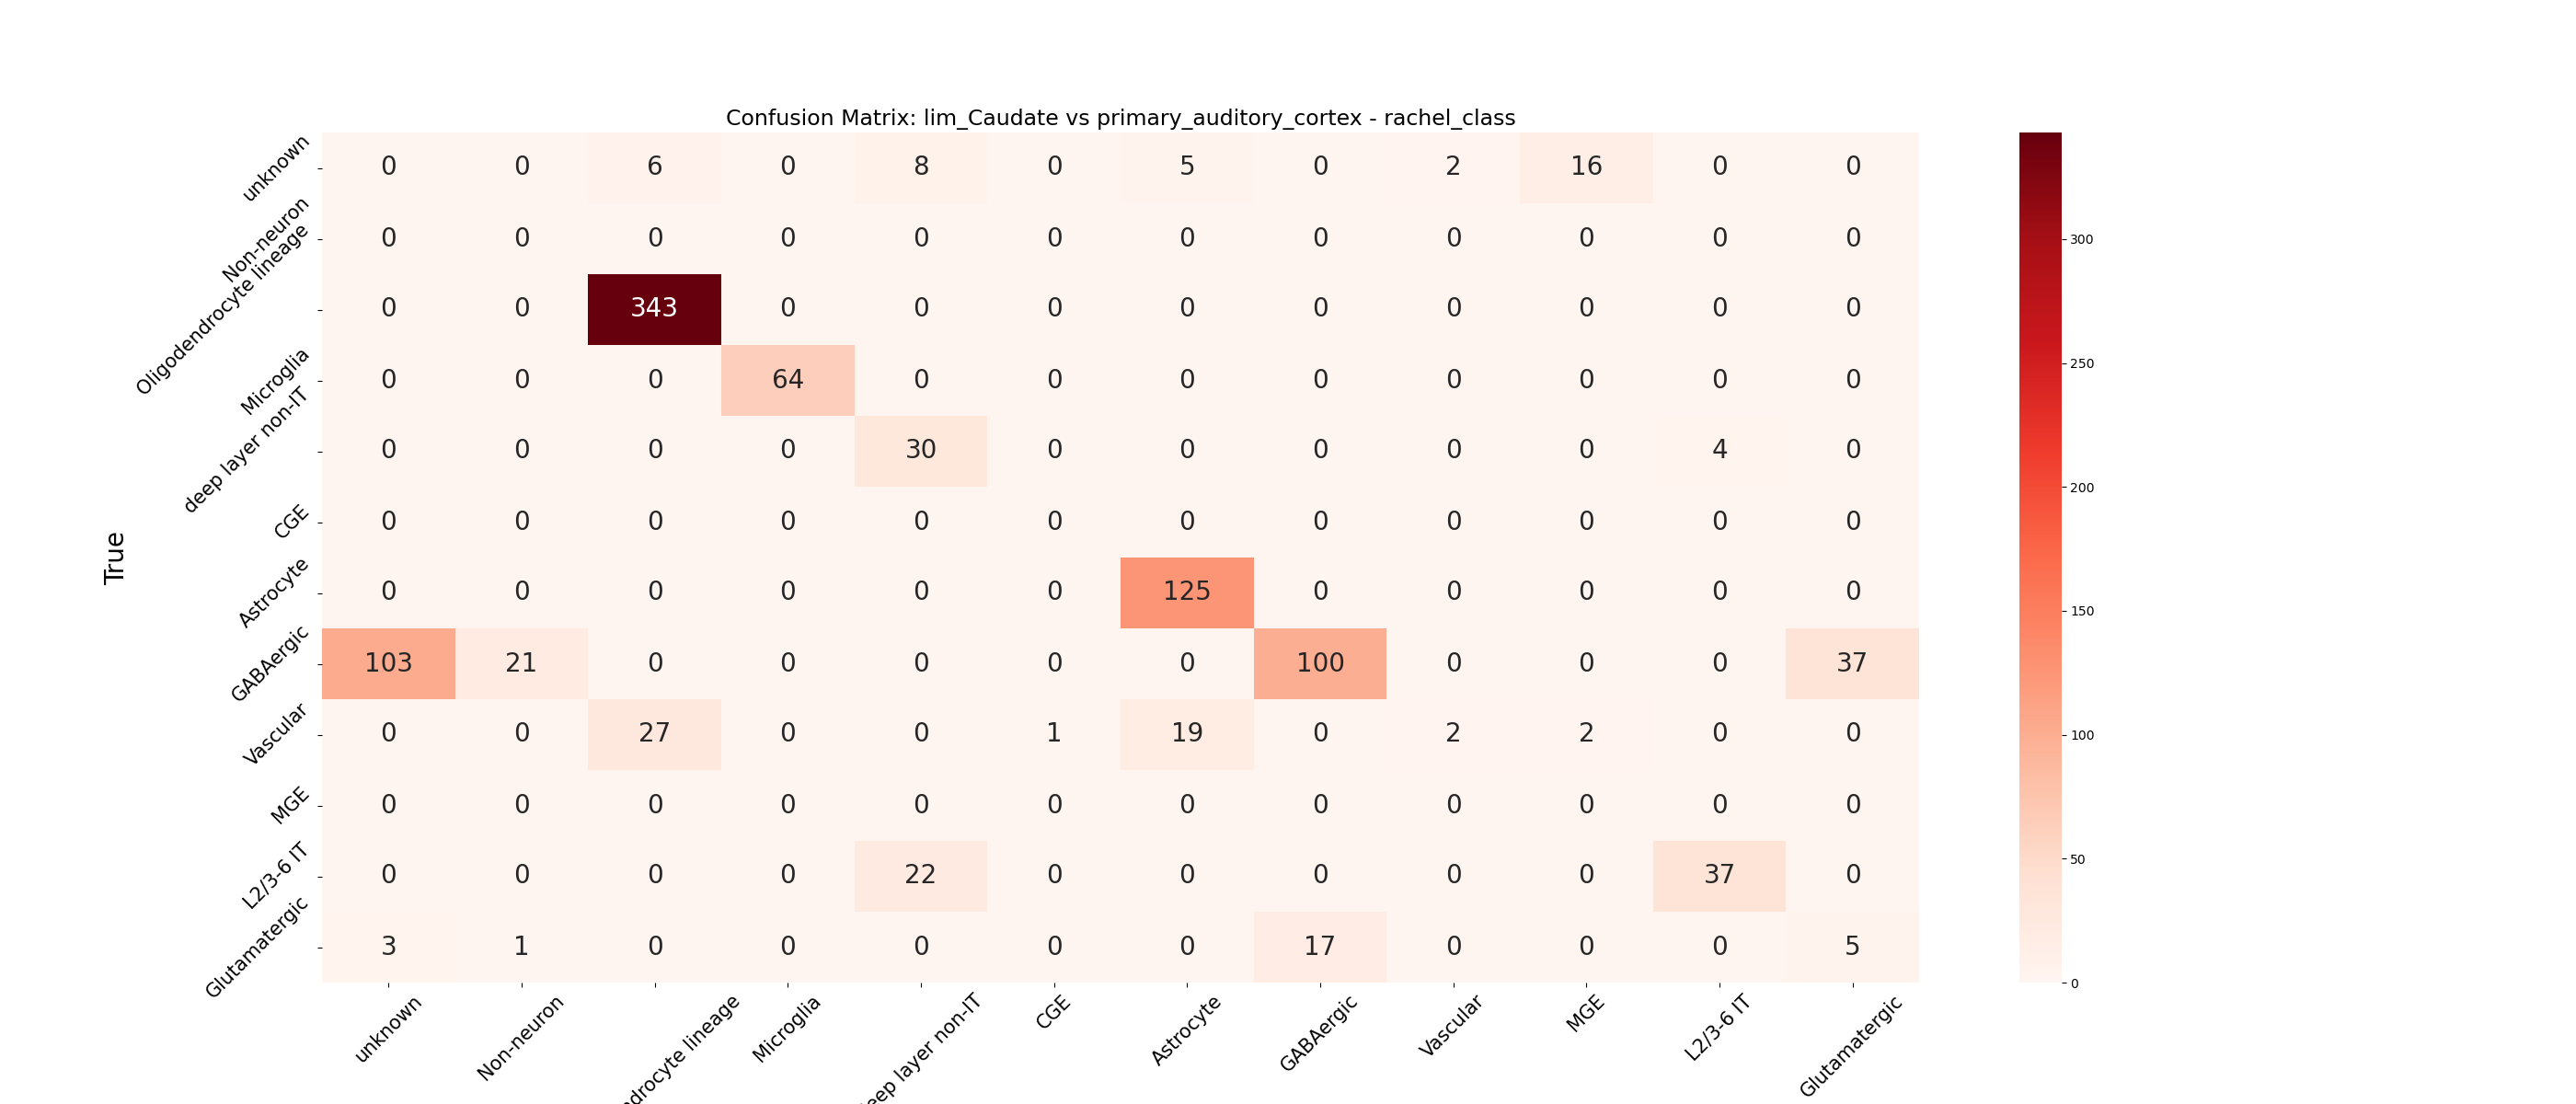 Confusion Matrix: lim_Caudate vs primary_auditory_cortex - rachel_class
True
unknown 0 0 6 0 8 0 5 0 2 16 0 0
Non-neuron 0 0 0 0 0 0 0 0 0 0 0 0
Oligodendrocyte lineage 0 0 343 0 0 0 0 0 0 0 0 0
Microglia 0 0 0 64 0 0 0 0 0 0 0 0
deep layer non-IT 0 0 0 0 30 0 0 0 0 0 4 0
CGE 0 0 0 0 0 0 0 0 0 0 0 0
Astrocyte 0 0 0 0 0 0 125 0 0 0 0 0
GABAergic 103 21 0 0 0 0 0 100 0 0 0 37
Vascular 0 0 27 0 0 1 19 0 2 2 0 0
MGE 0 0 0 0 0 0 0 0 0 0 0 0
L2/3-6 IT 0 0 0 0 22 0 0 0 0 0 37 0
Glutamatergic 3 1 0 0 0 0 0 17 0 0 0 5
unknown
Non-neuron
ndrocyte lineage
Microglia
eep layer non-IT
CGE
Astrocyte
GABAergic
Vascular
MGE
L2/3-6 IT
Glutamatergic
300
250
200
150
100
50
0